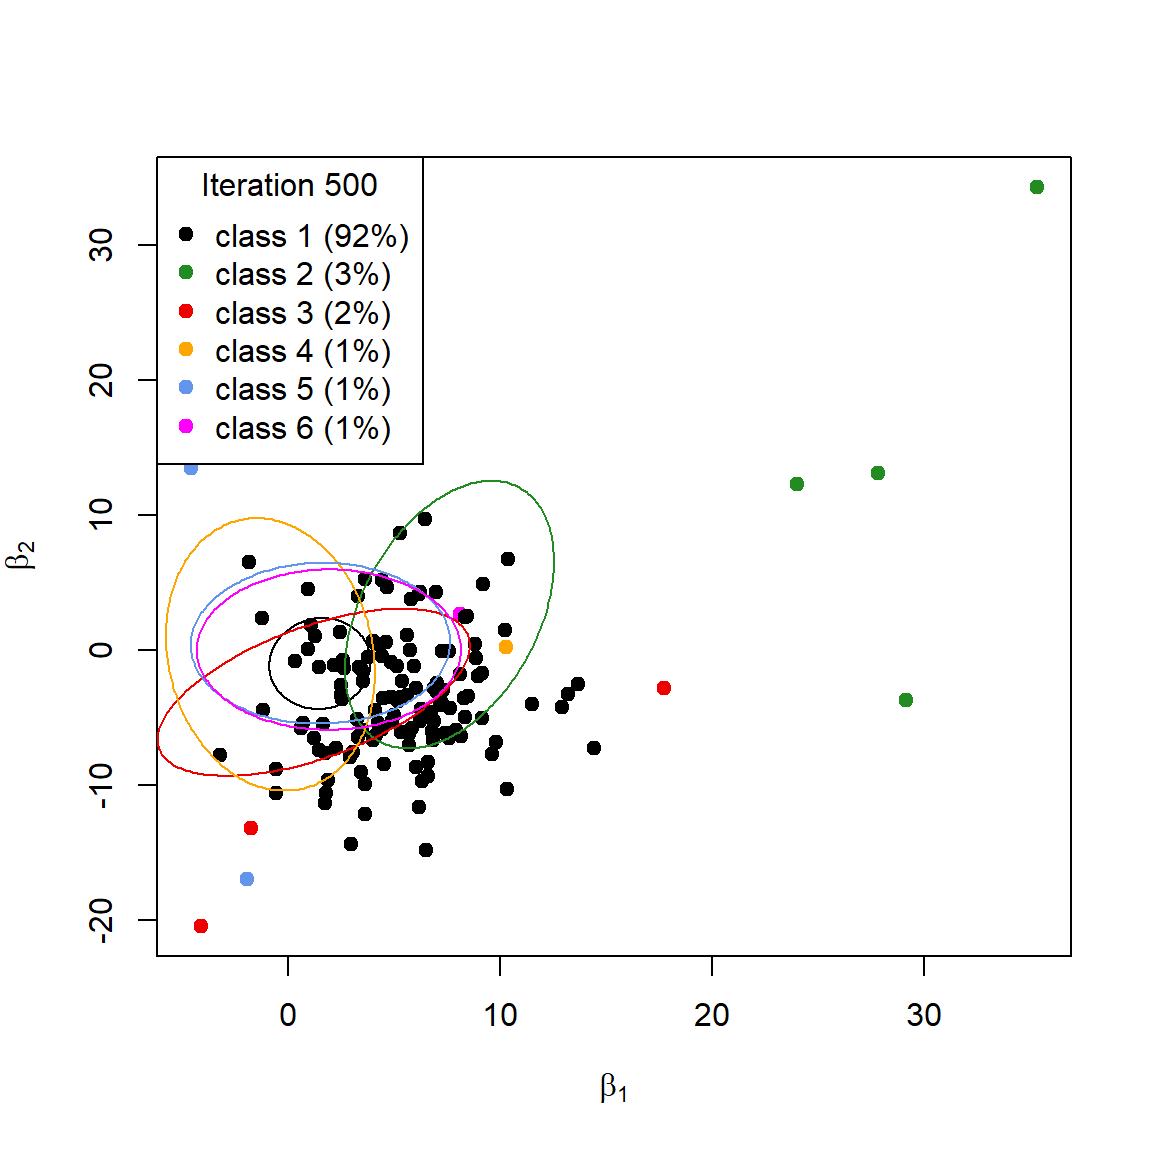 Iteration 500
class 1 (92%)
class 2 (3%)
class 3 (2%)
class 4 (1%)
class 5 (1%)
class 6 (1%)
30
20
10
0
-10
-20
β2
0 10 20 30
β1